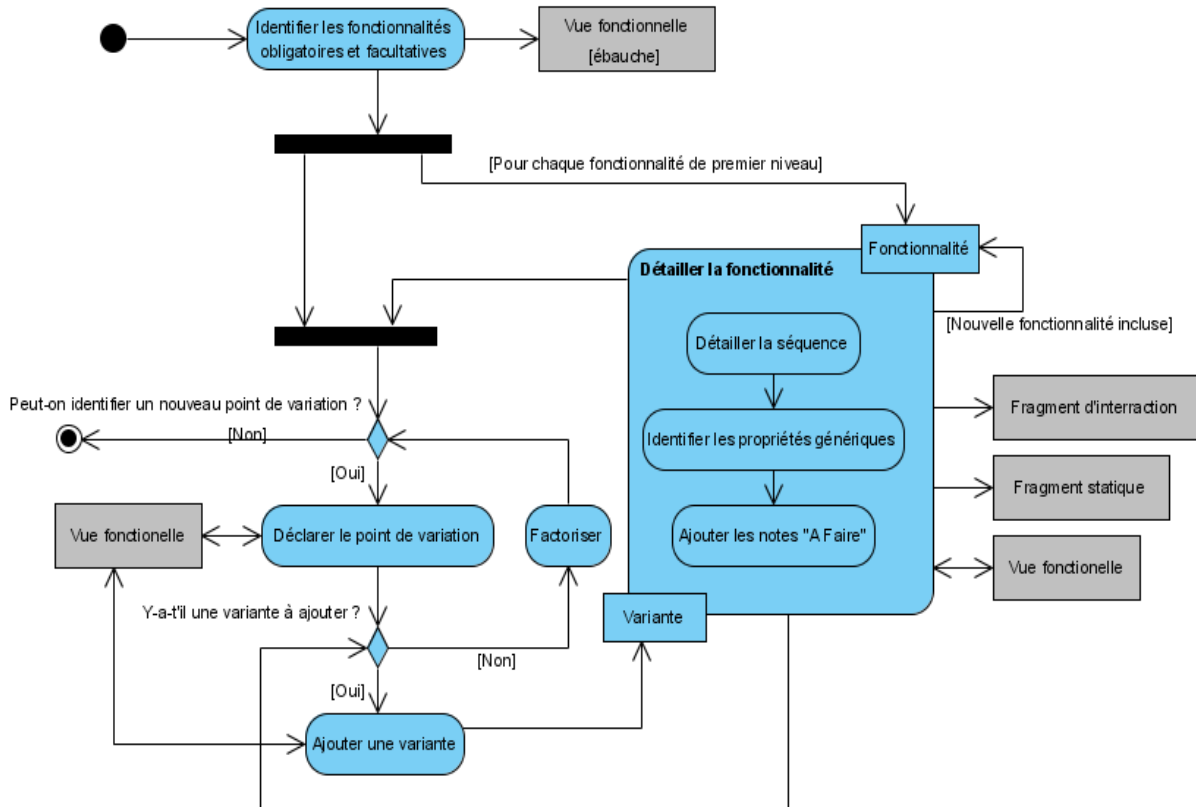 Identifier les fonctionnalités
obligatoires et facultatives
Vue fonctionnelle
[ébauche]
[Pour chaque fonctionnalité de premier niveau]
Fonctionnalité
Détailler la fonctionnalité
[Nouvelle fonctionnalité incluse]
Détailler la séquence
Identifier les propriétés génériques
Ajouter les notes "A Faire"
Fragment d'interraction
Fragment statique
Vue fonctionelle
Peut-on identifier un nouveau point de variation ?
[Non]
[Oui]
Vue fonctionelle
Déclarer le point de variation
Factoriser
Y-a-t'il une variante à ajouter ?
Variante
[Non]
[Oui]
Ajouter une variante